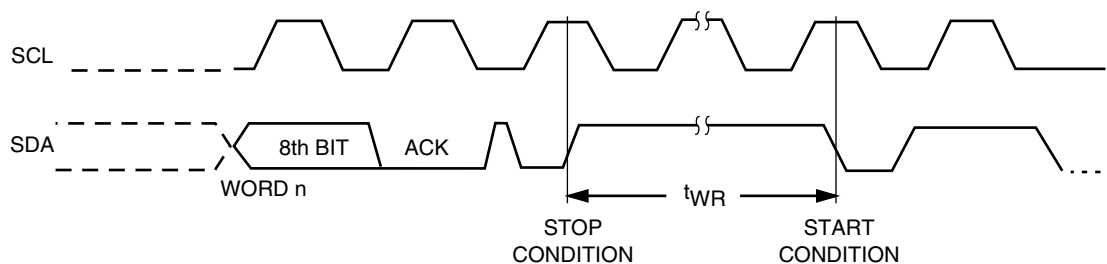 SCL
SDA
8th BIT
ACK
WORD n
tWR
STOP
CONDITION
START
CONDITION